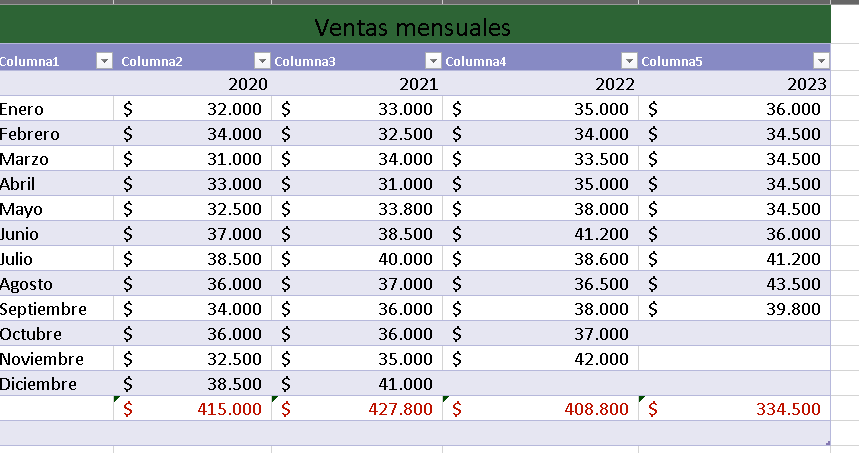 Ventas mensuales
Columna1 Columna2 Columna3 Columna4 Columna5
2020 2021 2022 2023
Enero $ 32.000 $ 33.000 $ 35.000 $ 36.000
Febrero $ 34.000 $ 32.500 $ 34.000 $ 34.500
Marzo $ 31.000 $ 34.000 $ 33.500 $ 34.500
Abril $ 33.000 $ 31.000 $ 35.000 $ 34.500
Mayo $ 32.500 $ 33.800 $ 38.000 $ 34.500
Junio $ 37.000 $ 38.500 $ 41.200 $ 36.000
Julio $ 38.500 $ 40.000 $ 38.600 $ 41.200
Agosto $ 36.000 $ 37.000 $ 36.500 $ 43.500
Septiembre $ 34.000 $ 36.000 $ 38.000 $ 39.800
Octubre $ 36.000 $ 36.000 $ 37.000
Noviembre $ 32.500 $ 35.000 $ 42.000
Diciembre $ 38.500 $ 41.000
$ 415.000 $ 427.800 $ 408.800 $ 334.500